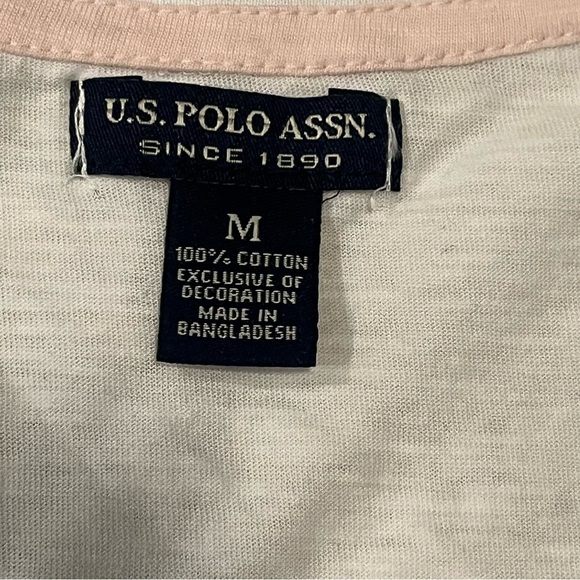 U.S. POLO ASSN.
SINCE 1890
M
100% COTTON
EXCLUSIVE OF
DECORATION
MADE IN
BANGLADESH